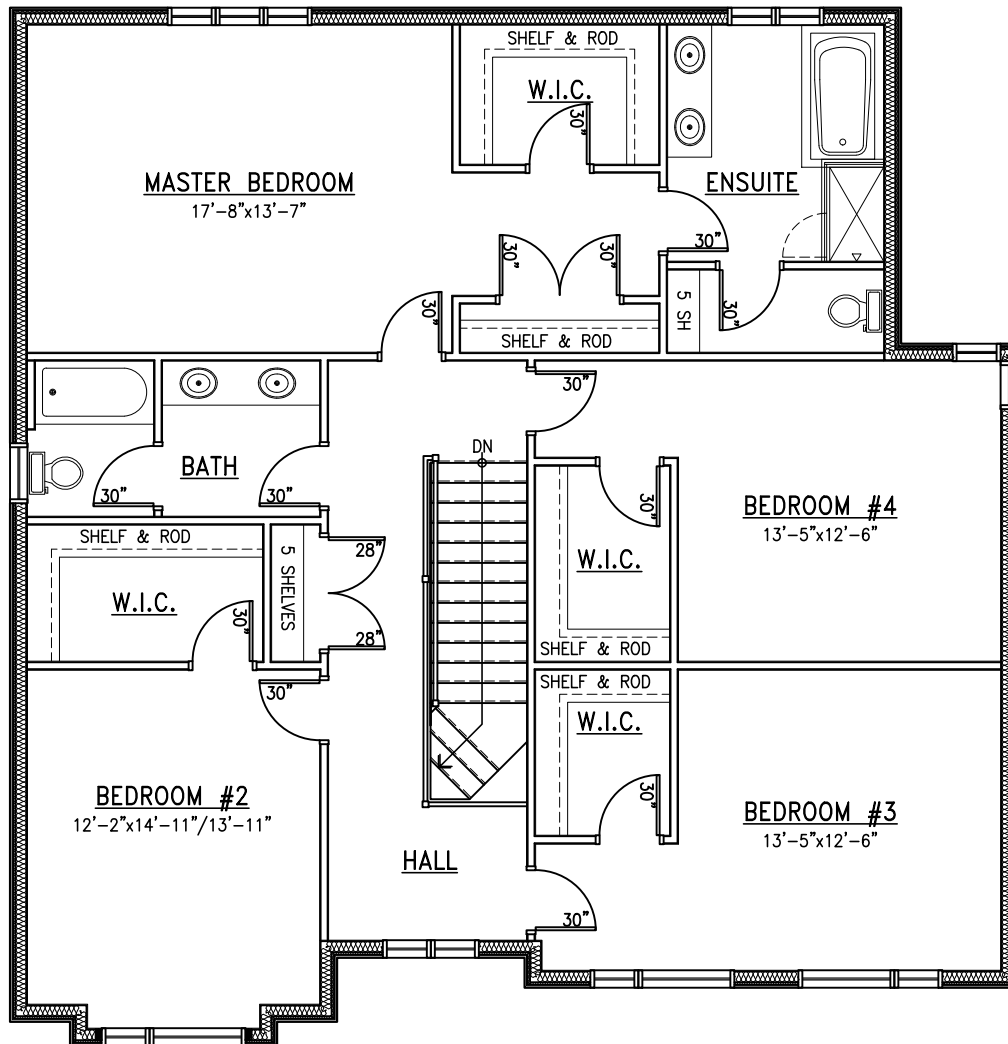 SHELF & ROD
W.I.C.
30"
MASTER BEDROOM
17'-8"x13'-7"
ENSUITE
30"
30"
30"
30"
5 SH
30"
SHELF & ROD
30"
30"
DN
BATH
30"
30"
30"
BEDROOM #4
13'-5"x12'-6"
SHELF & ROD
28"
5 SHELVES
W.I.C.
W.I.C.
30"
28"
SHELF & ROD
30"
SHELF & ROD
W.I.C.
BEDROOM #2
12'-2"x14'-11"/13'-11"
30"
BEDROOM #3
13'-5"x12'-6"
HALL
30"